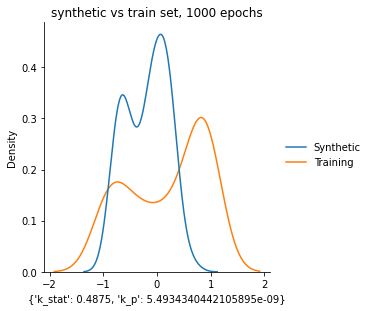 synthetic vs train set, 1000 epochs
0.4
0.3
0.2
0.1
0.0
Density
Synthetic
Training
−2
−1
0
1
2
{'k_stat': 0.4875, 'k_p': 5.4934340442105895e-09}